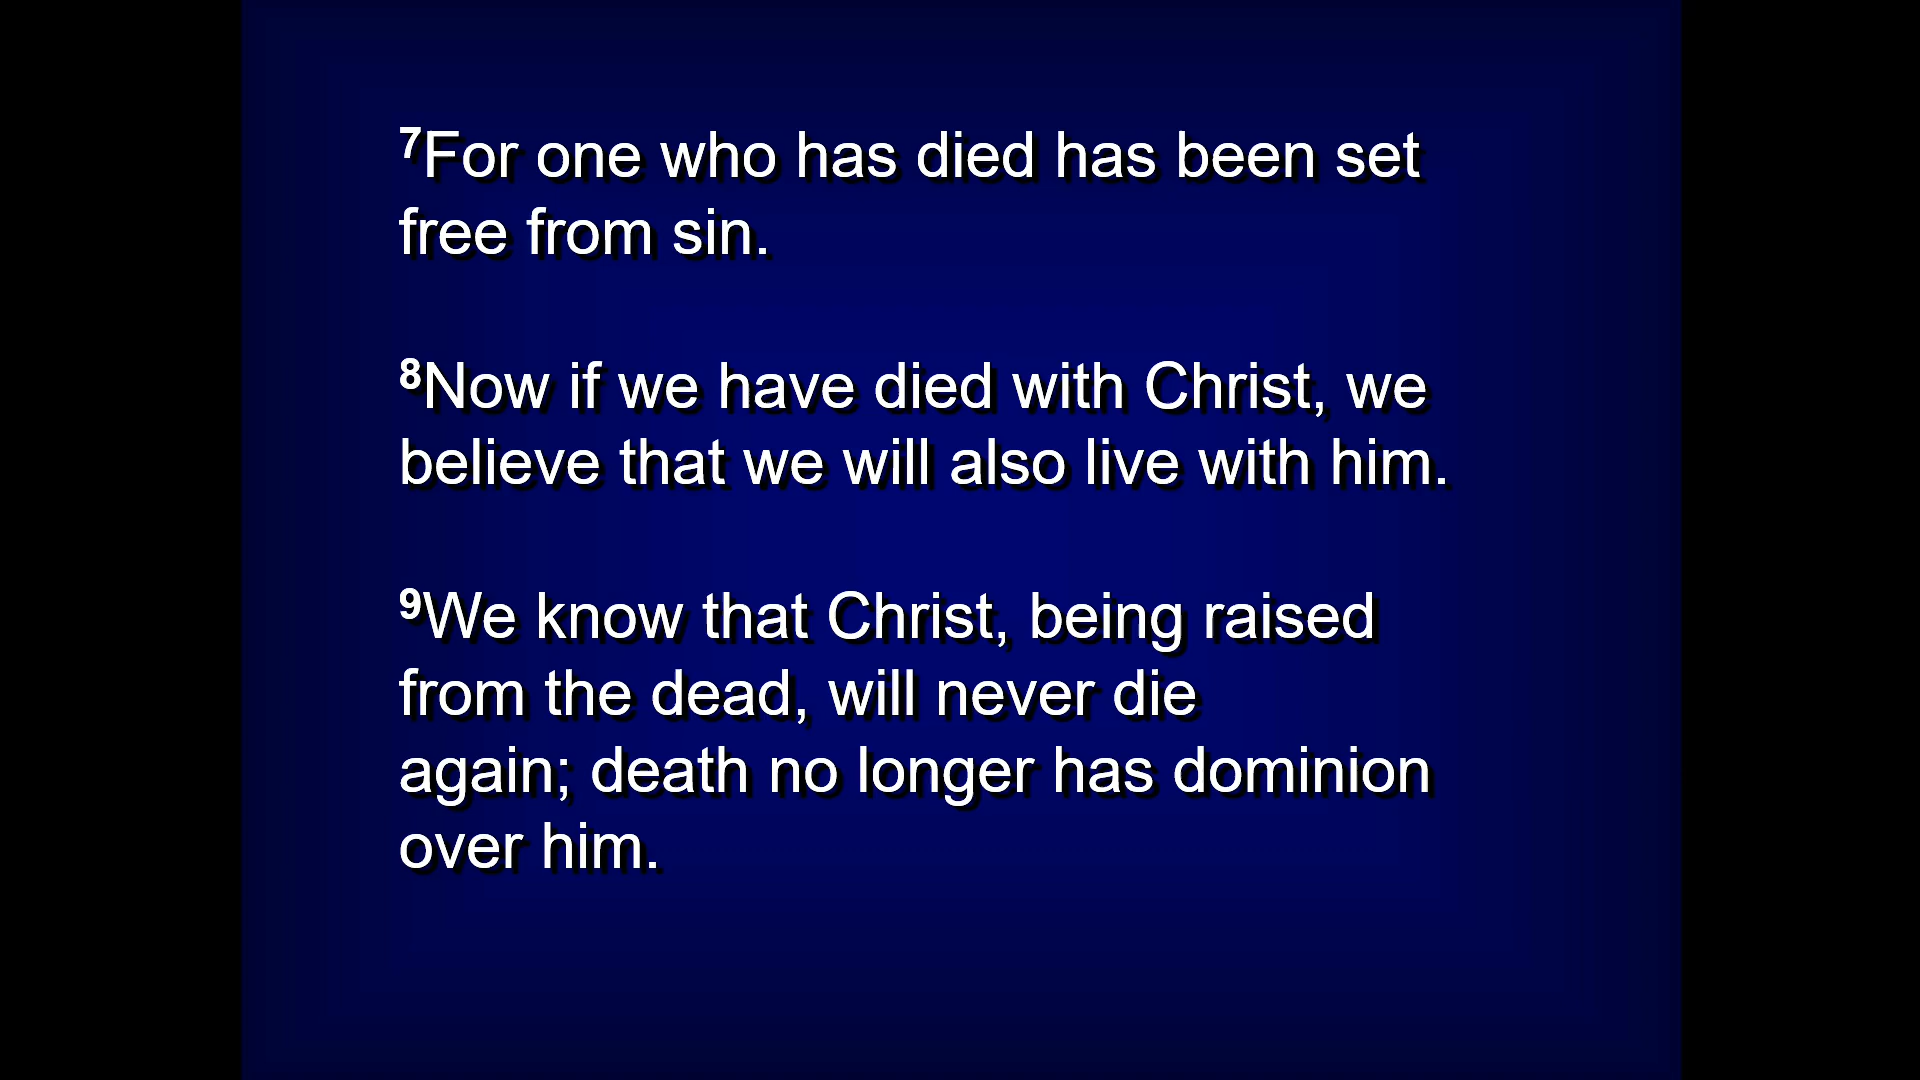 ⁷For one who has died has been set
free from sin.
⁸Now if we have died with Christ, we
believe that we will also live with him.
⁹We know that Christ, being raised
from the dead, will never die
again; death no longer has dominion
over him.